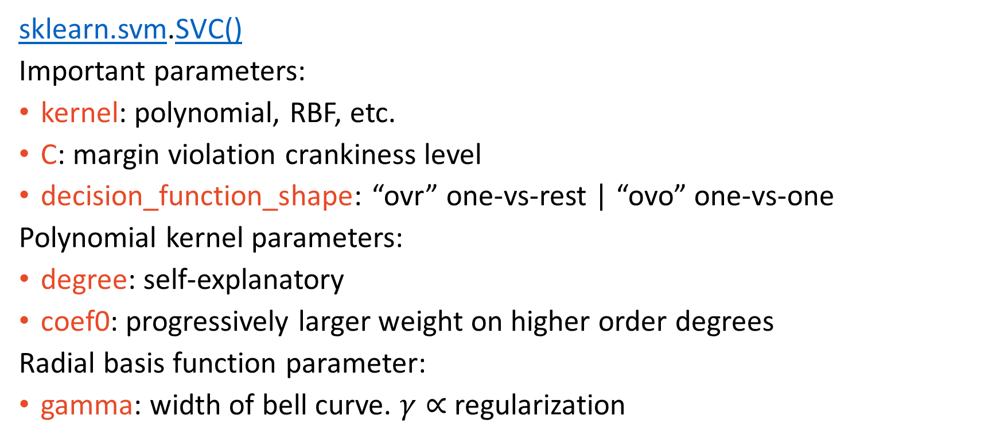 sklearn.svm.SVC()
Important parameters:
• kernel: polynomial, RBF, etc.
• C: margin violation crankiness level
• decision_function_shape: “ovr” one-vs-rest | “ovo” one-vs-one
Polynomial kernel parameters:
• degree: self-explanatory
• coef0: progressively larger weight on higher order degrees
Radial basis function parameter:
• gamma: width of bell curve. γ ∝ regularization